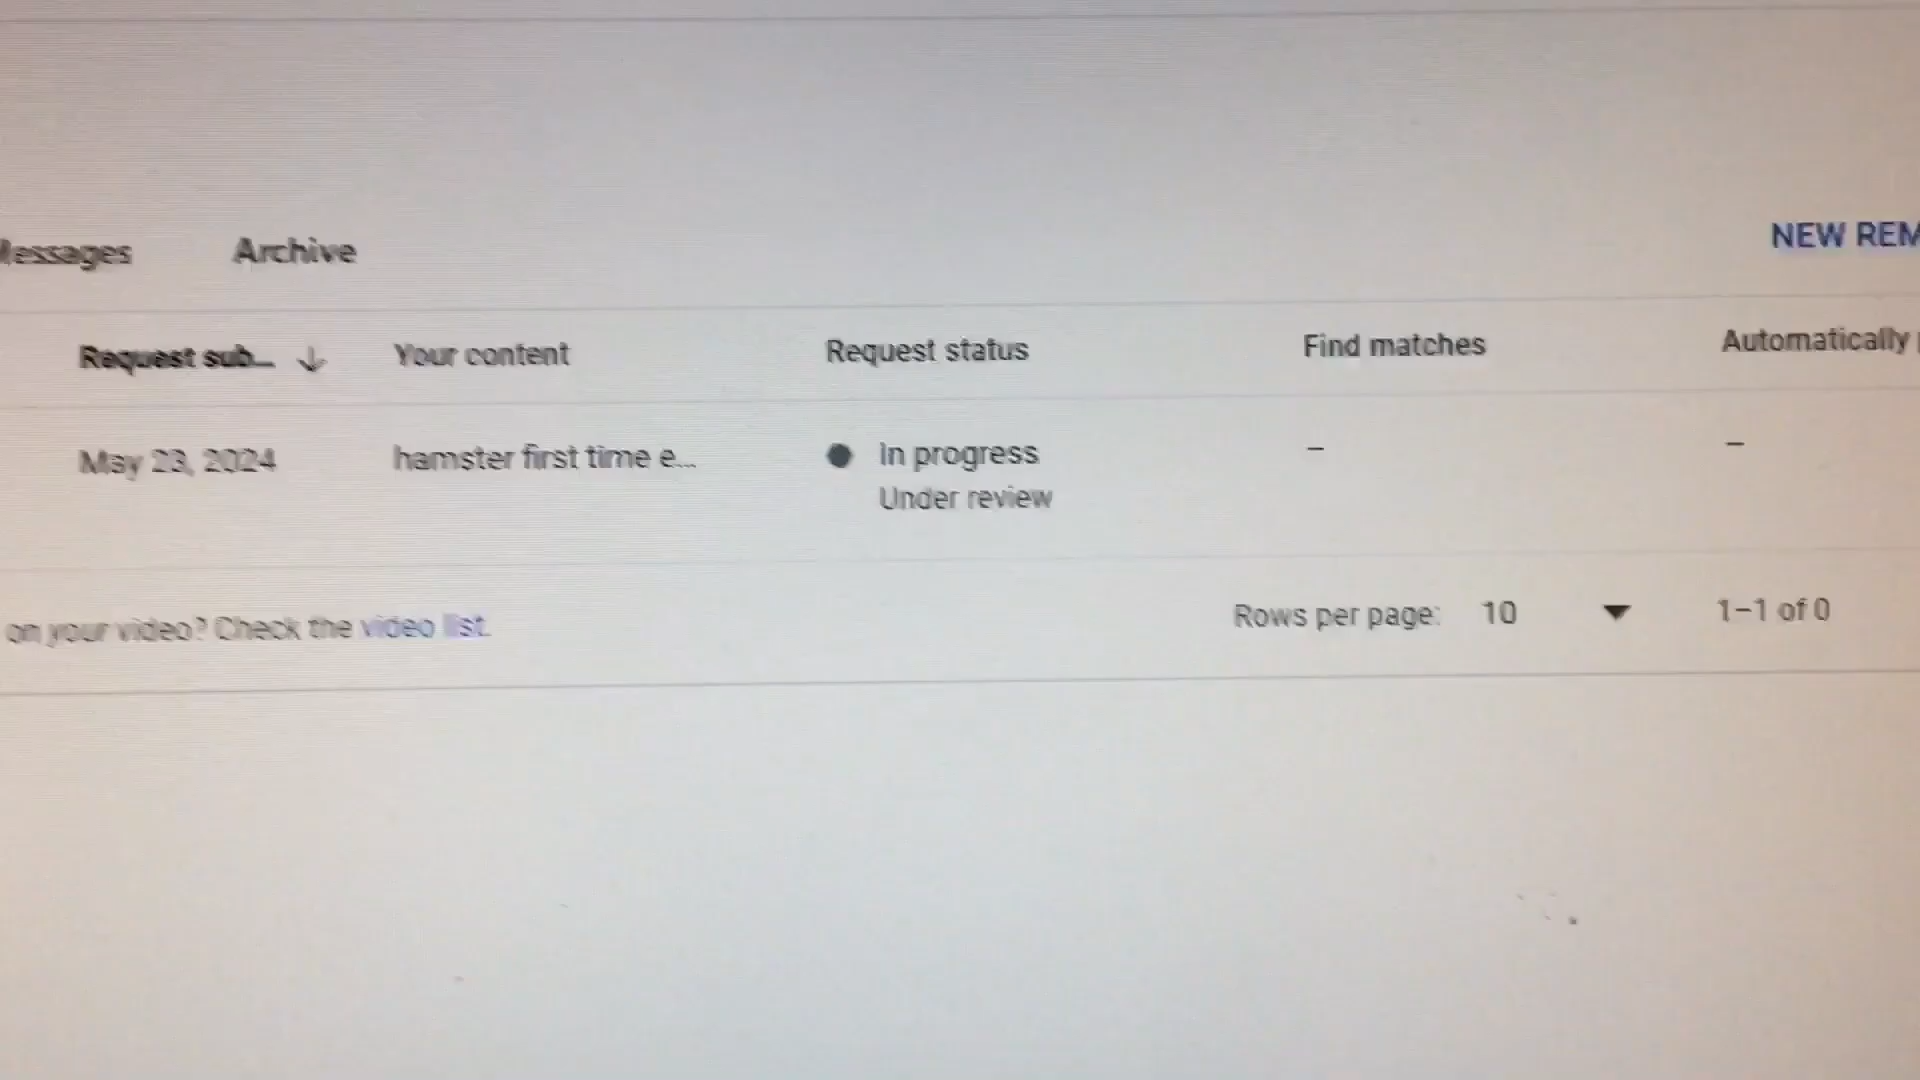 Messages Archive NEW REM
Request sub... Your content Request status Find matches Automatically
May 23, 2024 hamster first time e... In progress – –
Under review
on your video? Check the video list.
Rows per page: 10 1–1 of 0